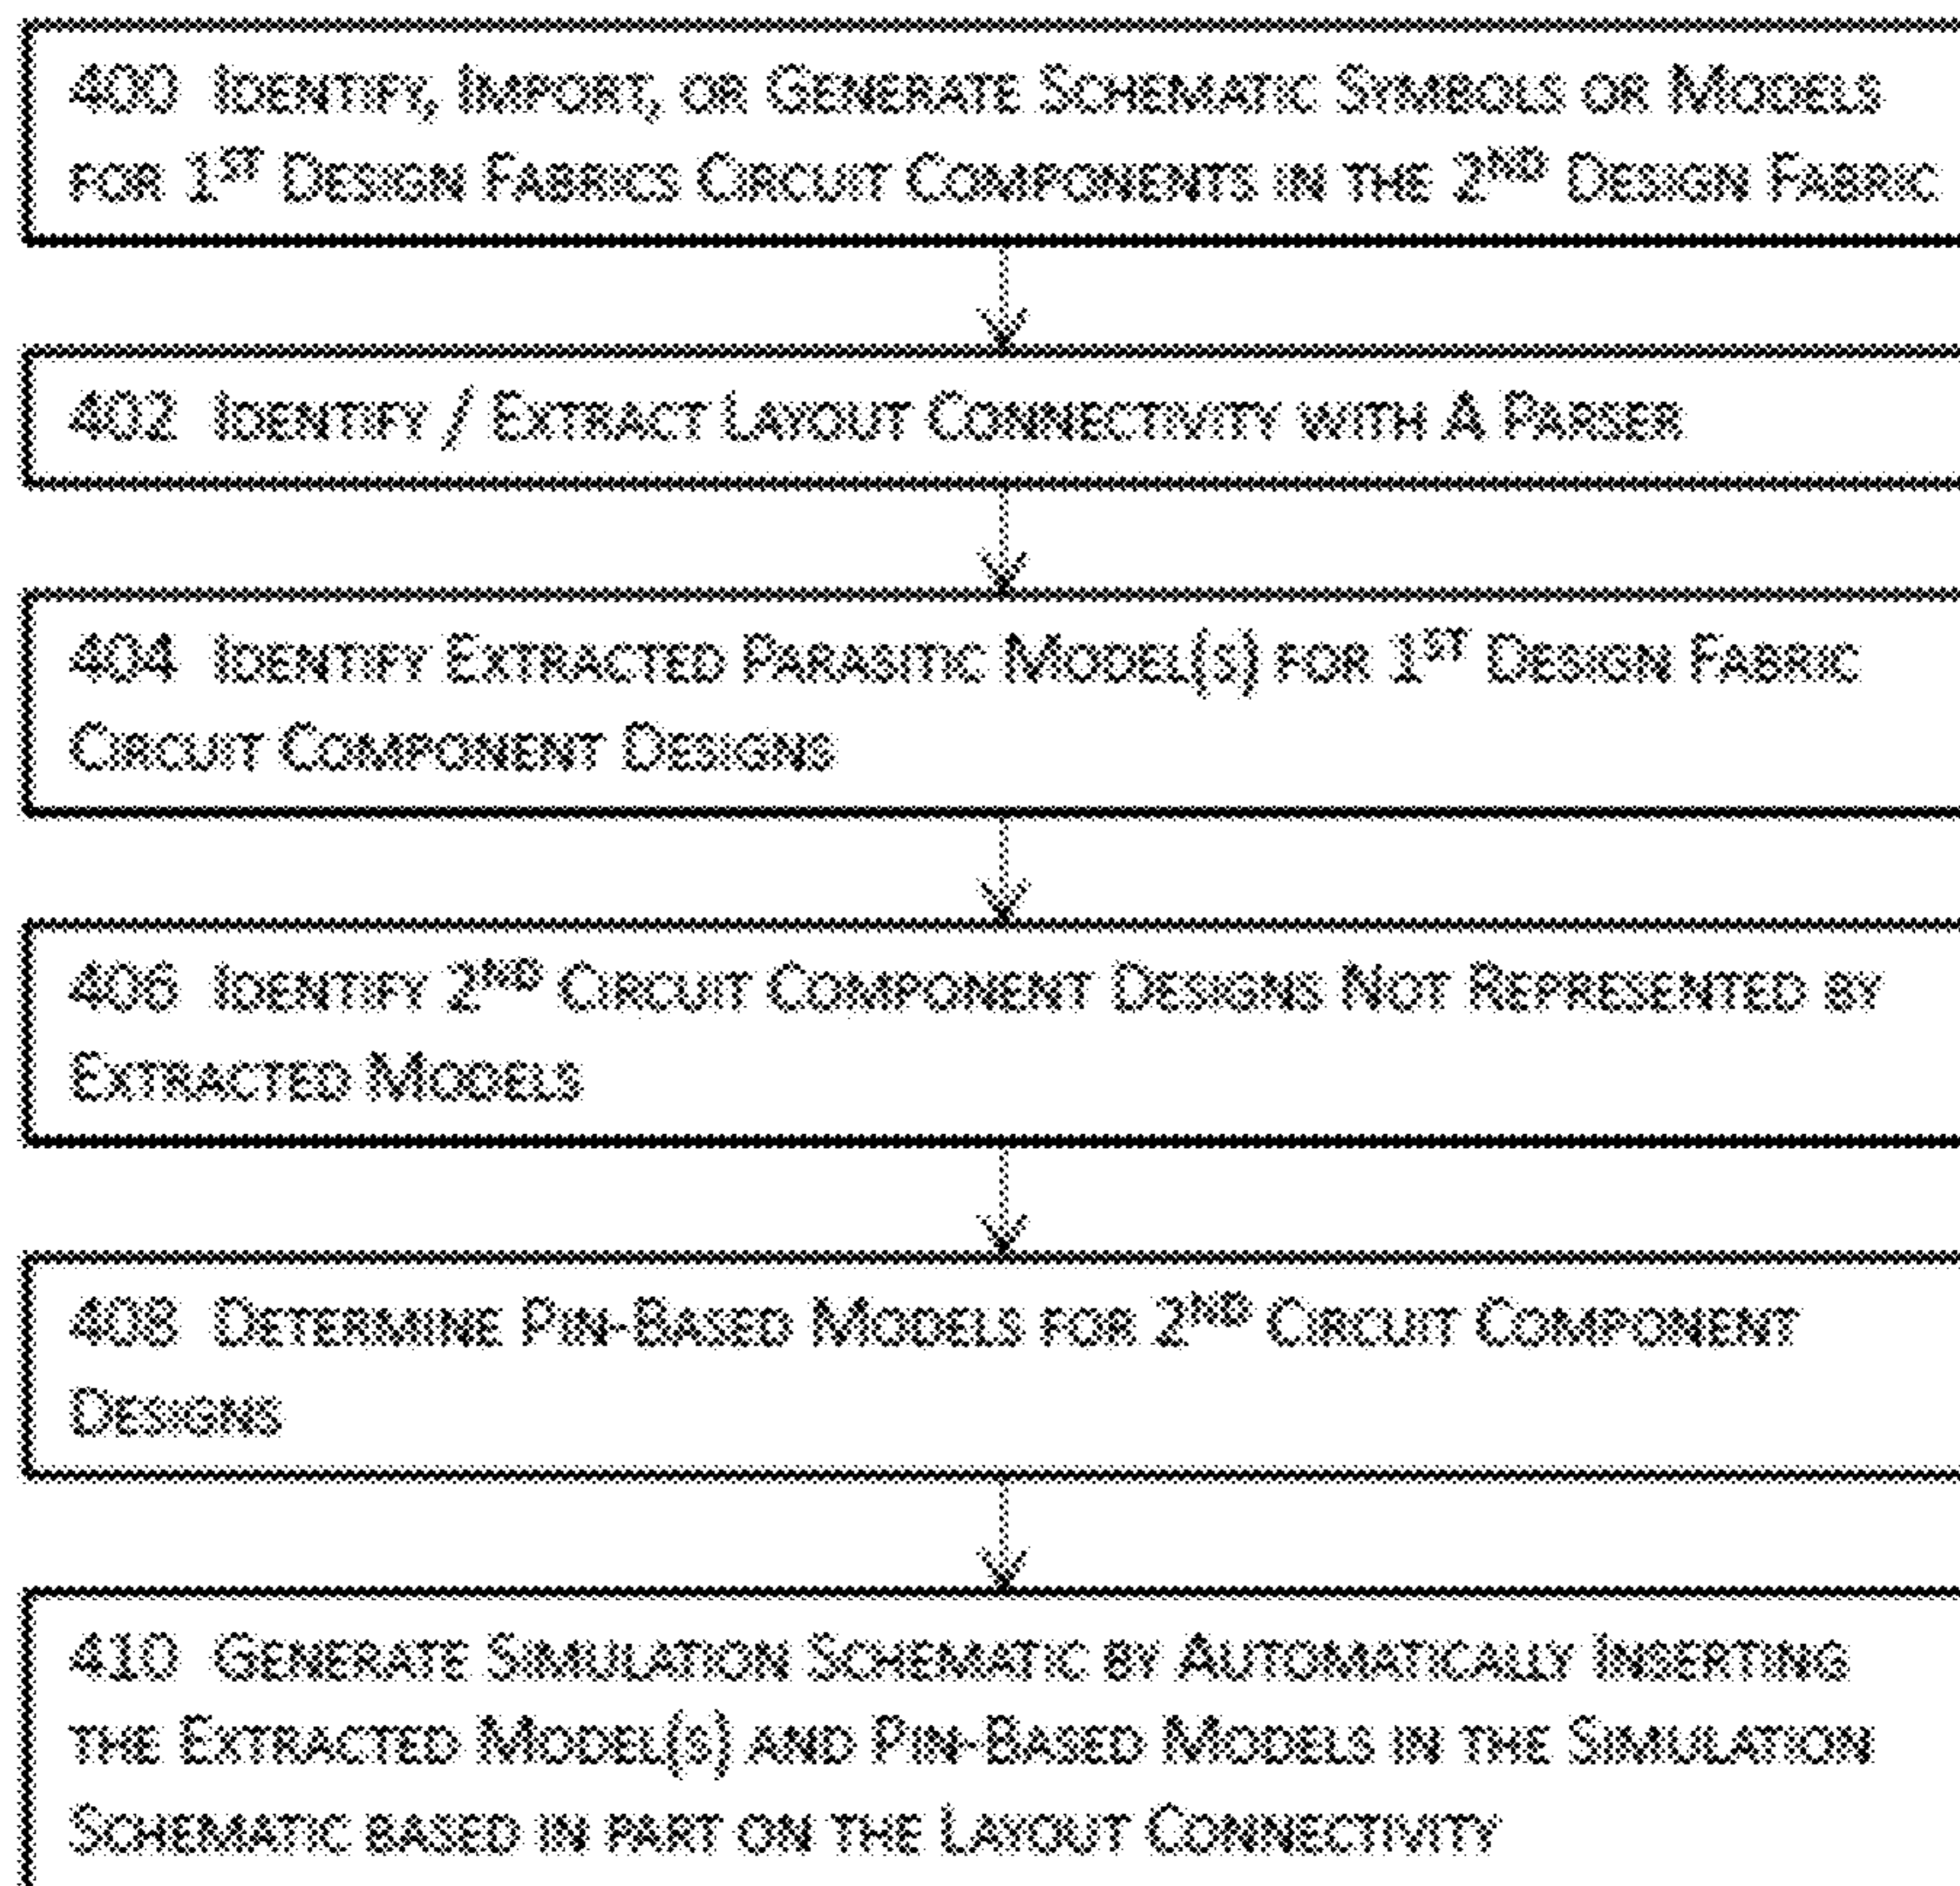 400 Identify, Import, or Generate Schematic Symbols or Models
for 1st Design Fabrics Circuit Components in the 2nd Design Fabric
402 Identify / Extract Layout Connectivity with A Parser
404 Identify Extracted Parasitic Model(s) for 1st Design Fabric
Circuit Component Designs
406 Identify 2nd Circuit Component Designs Not Represented by
Extracted Models
408 Determine Pin-Based Models for 2nd Circuit Component
Designs
410 Generate Simulation Schematic by Automatically Inserting
the Extracted Model(s) and Pin-Based Models in the Simulation
Schematic based in part on the Layout Connectivity